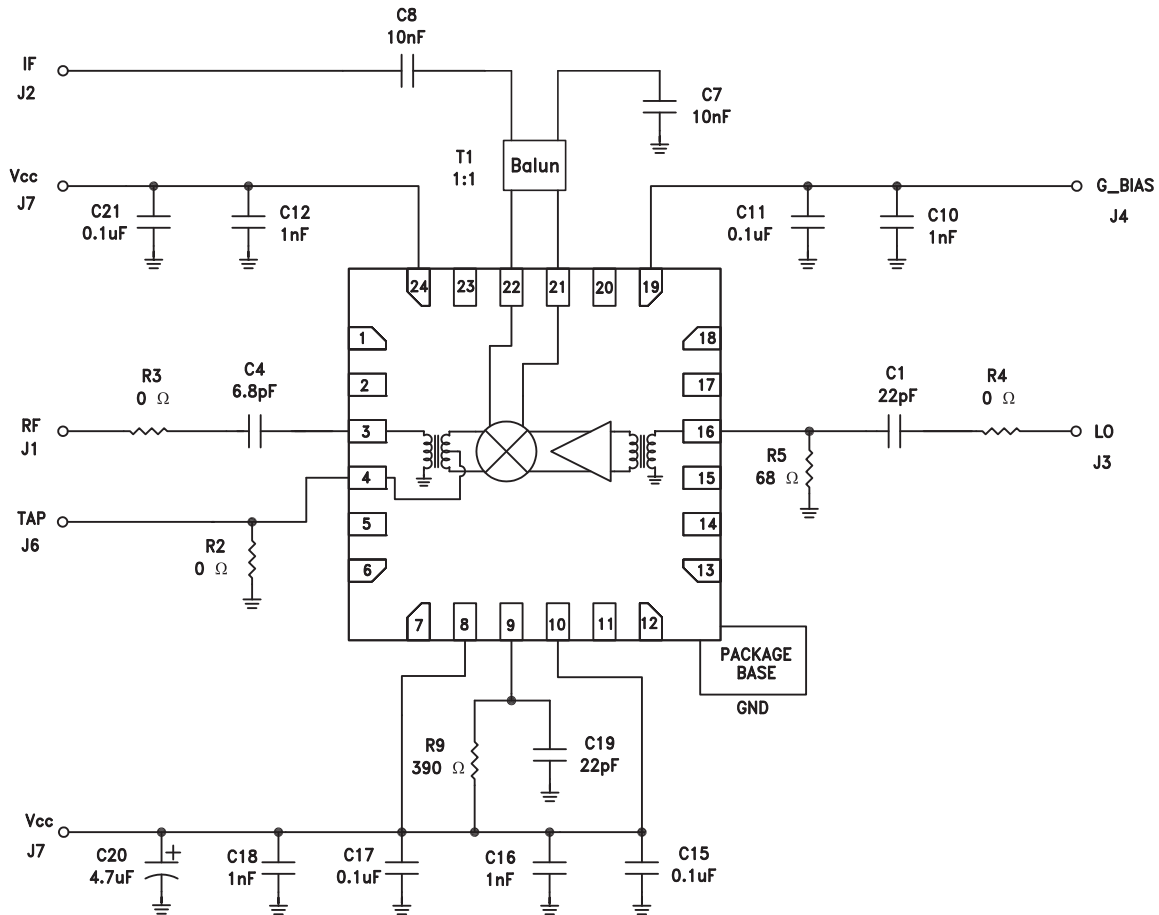 C8
10nF
IF
J2
C7
10nF
T1
1:1
Balun
Vcc
J7
C21
0.1uF
C12
1nF
C11
0.1uF
C10
1nF
G_BIAS
J4
24
23
22
21
20
19
1
2
3
4
5
6
18
17
16
15
14
13
7
8
9
10
11
12
R3
0 Ω
C4
6.8pF
RF
J1
TAP
J6
R2
0 Ω
C1
22pF
R4
0 Ω
LO
J3
R5
68 Ω
PACKAGE
BASE
GND
R9
390 Ω
C19
22pF
Vcc
J7
C20
4.7uF
+
C18
1nF
C17
0.1uF
C16
1nF
C15
0.1uF